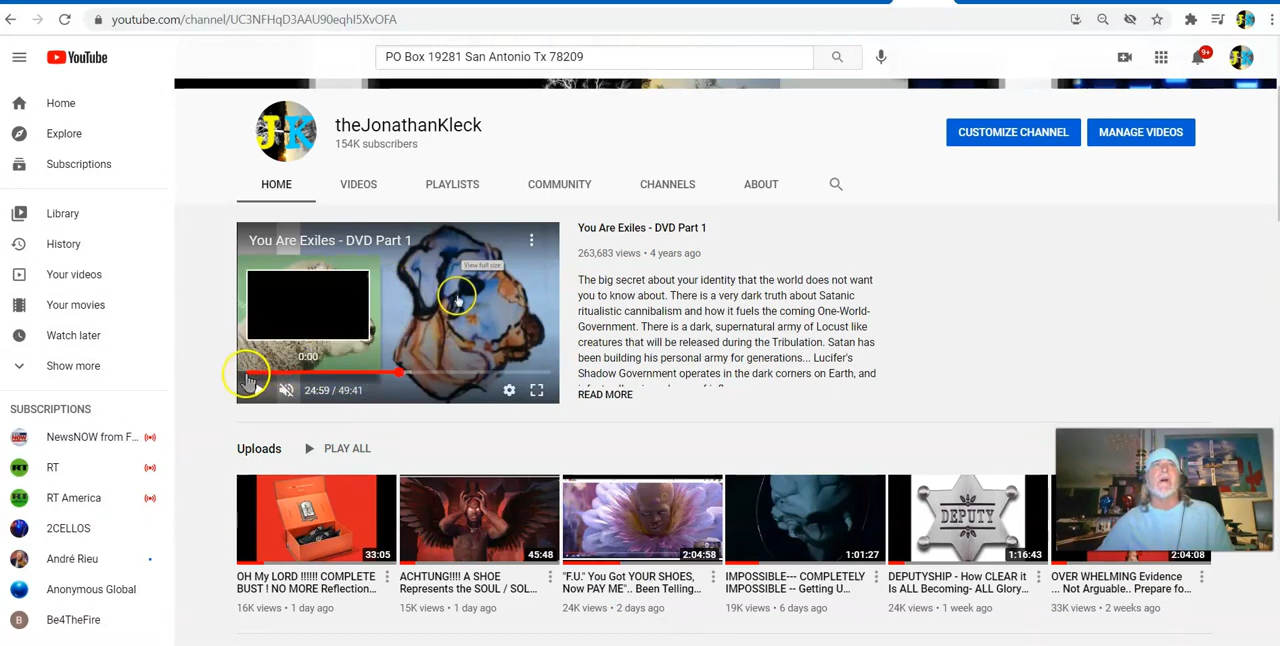 youtube.com/channel/UC3NFHqD3AAU90eqhI5XvOFA
YouTube
PO Box 19281 San Antonio Tx 78209
9+
Home
Explore
Subscriptions
Library
History
Your videos
Your movies
Watch later
Show more
SUBSCRIPTIONS
NewsNOW from F...
RT
RT America
2CELLOS
André Rieu
Anonymous Global
B Be4TheFire
JK
theJonathanKleck
154K subscribers
CUSTOMIZE CHANNEL
MANAGE VIDEOS
HOME VIDEOS PLAYLISTS COMMUNITY CHANNELS ABOUT
You Are Exiles - DVD Part 1
View full size
0:00
24:59 / 49:41
You Are Exiles - DVD Part 1
263,683 views • 4 years ago
The big secret about your identity that the world does not want
you to know about. There is a very dark truth about Satanic
ritualistic cannibalism and how it fuels the coming One-World-
Government. There is a dark, supernatural army of Locust like
creatures that will be released during the Tribulation. Satan has
been building his personal army for generations... Lucifer's
Shadow Government operates in the dark corners on Earth, and
READ MORE
Uploads PLAY ALL
33:05
OH My LORD !!!!!! COMPLETE
BUST ! NO MORE Reflection...
16K views • 1 day ago
45:48
ACHTUNG!!!! A SHOE
Represents the SOUL / SOL...
15K views • 1 day ago
2:04:58
"F.U." You Got YOUR SHOES,
Now PAY ME".. Been Telling...
24K views • 2 days ago
1:01:27
IMPOSSIBLE--- COMPLETELY
IMPOSSIBLE -- Getting U...
19K views • 6 days ago
DEPUTY
1:16:43
DEPUTYSHIP - How CLEAR it
Is ALL Becoming- ALL Glory...
24K views • 1 week ago
2:04:08
OVER WHELMING Evidence
... Not Arguable.. Prepare fo...
33K views • 2 weeks ago